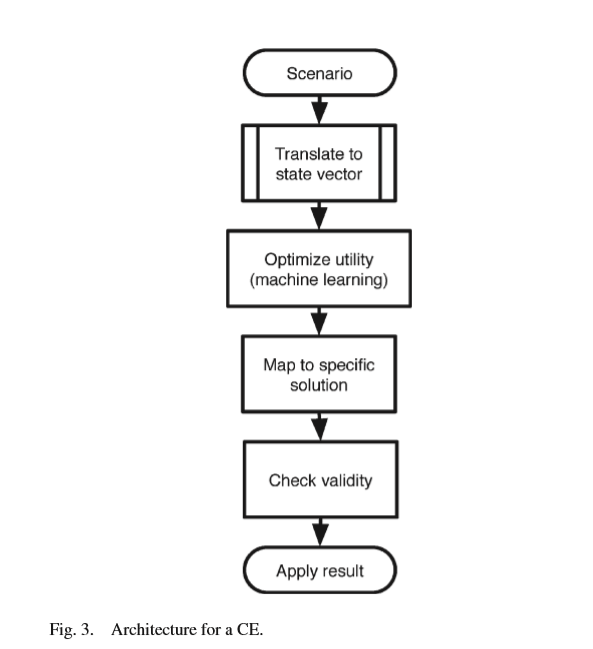 Scenario
Translate to
state vector
Optimize utility
(machine learning)
Map to specific
solution
Check validity
Apply result
Fig. 3. Architecture for a CE.